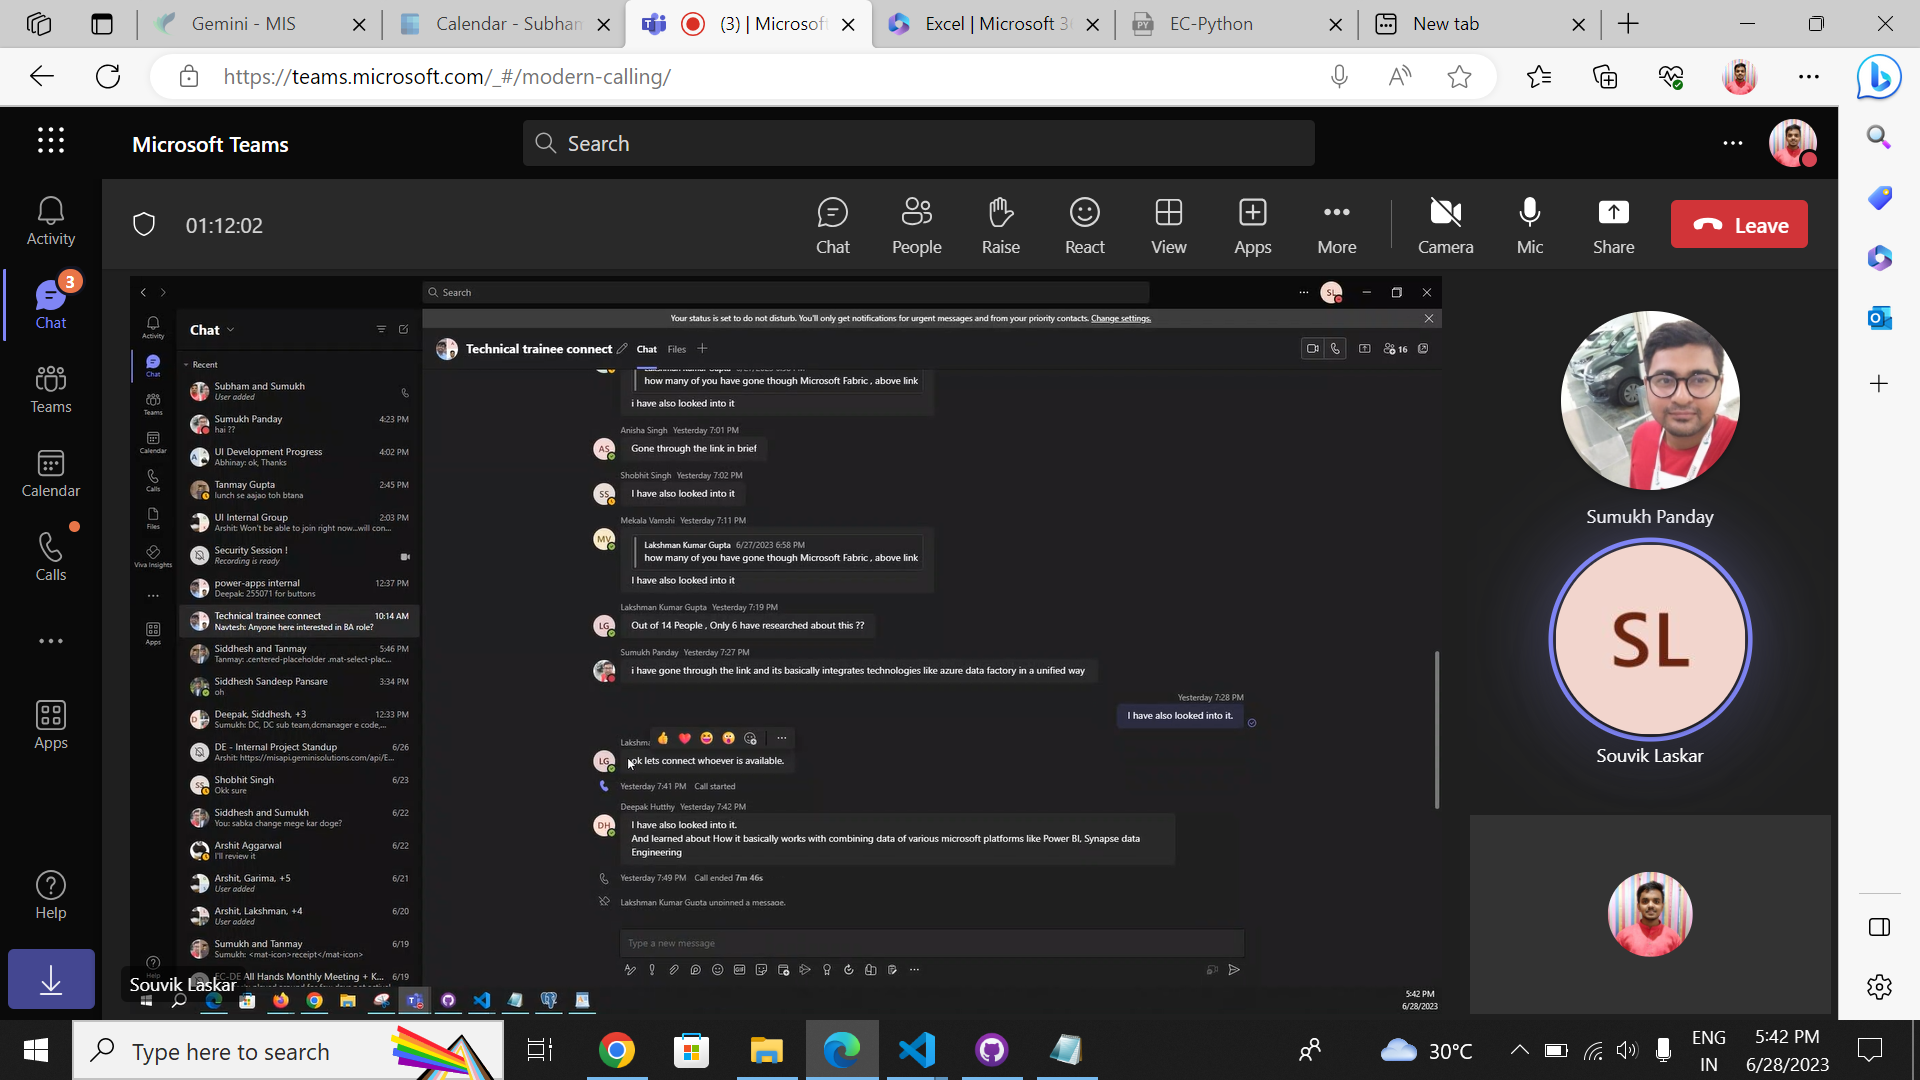 Gemini - MIS
Calendar - Subham
(3) | Microsoft
Excel | Microsoft 36
EC-Python
New tab
https://teams.microsoft.com/_#/modern-calling/
Microsoft Teams
Search
01:12:02
Chat
People
Raise
React
View
Apps
More
Camera
Mic
Share
Leave
Activity
3
Chat
Teams
Calendar
Calls
Apps
Help
Search
SL
Your status is set to do not disturb. You'll only get notifications for urgent messages and from your priority contacts. Change settings.
Activity
Chat
Teams
Calendar
Calls
Files
Viva Insights
Apps
Help
Chat
Recent
Subham and Sumukh
User added
Sumukh Panday 4:23 PM
hai ??
UI Development Progress 4:02 PM
Abhinay: ok, Thanks
Tanmay Gupta 2:45 PM
lunch se aajao toh btana
UI Internal Group 2:03 PM
Arshit: Won't be able to join right now...will con...
Security Session !
Recording is ready
power-apps internal 12:37 PM
Deepak: 255071 for buttons
Technical trainee connect 10:14 AM
Navtesh: Anyone here interested in BA role?
Siddhesh and Tanmay 5:46 PM
Tanmay: .centered-placeholder .mat-select-plac...
Siddhesh Sandeep Pansare 3:34 PM
oh
Deepak, Siddhesh, +3 12:33 PM
Sumukh: DC, DC sub team,dcmanager e code,...
DE - Internal Project Standup 6/26
Arshit: https://misapi.geminisolutions.com/api/E...
Shobhit Singh 6/23
Okk sure
Siddhesh and Sumukh 6/22
You: sabka change mege kar doge?
Arshit Aggarwal 6/22
I'll review it
Arshit, Garima, +5 6/21
User added
Arshit, Lakshman, +4 6/20
User added
Sumukh and Tanmay 6/19
Sumukh: <mat-icon>receipt</mat-icon>
EC-DE All Hands Monthly Meeting + K... 6/19
Technical trainee connect
Chat
Files
16
how many of you have gone though Microsoft Fabric , above link
i have also looked into it
Anisha Singh Yesterday 7:01 PM
AS
Gone through the link in brief
Shobhit Singh Yesterday 7:02 PM
SS
I have also looked into it
Mekala Vamshi Yesterday 7:11 PM
MV
Lakshman Kumar Gupta 6/27/2023 6:58 PM
how many of you have gone though Microsoft Fabric , above link
I have also looked into it
Lakshman Kumar Gupta Yesterday 7:19 PM
LG
Out of 14 People , Only 6 have researched about this ??
Sumukh Panday Yesterday 7:27 PM
i have gone through the link and its basically integrates technologies like azure data factory in a unified way
Yesterday 7:28 PM
I have also looked into it.
Lakshma
LG
ok lets connect whoever is available.
Yesterday 7:41 PM Call started
Deepak Hutthy Yesterday 7:42 PM
DH
I have also looked into it.
And learned about How it basically works with combining data of various microsoft platforms like Power BI, Synapse data
Engineering
Yesterday 7:49 PM Call ended 7m 46s
Lakshman Kumar Gupta unpinned a message.
Type a new message
5:42 PM
6/28/2023
Souvik Laskar
Sumukh Panday
SL
Souvik Laskar
Type here to search
30°C
ENG
IN
5:42 PM
6/28/2023